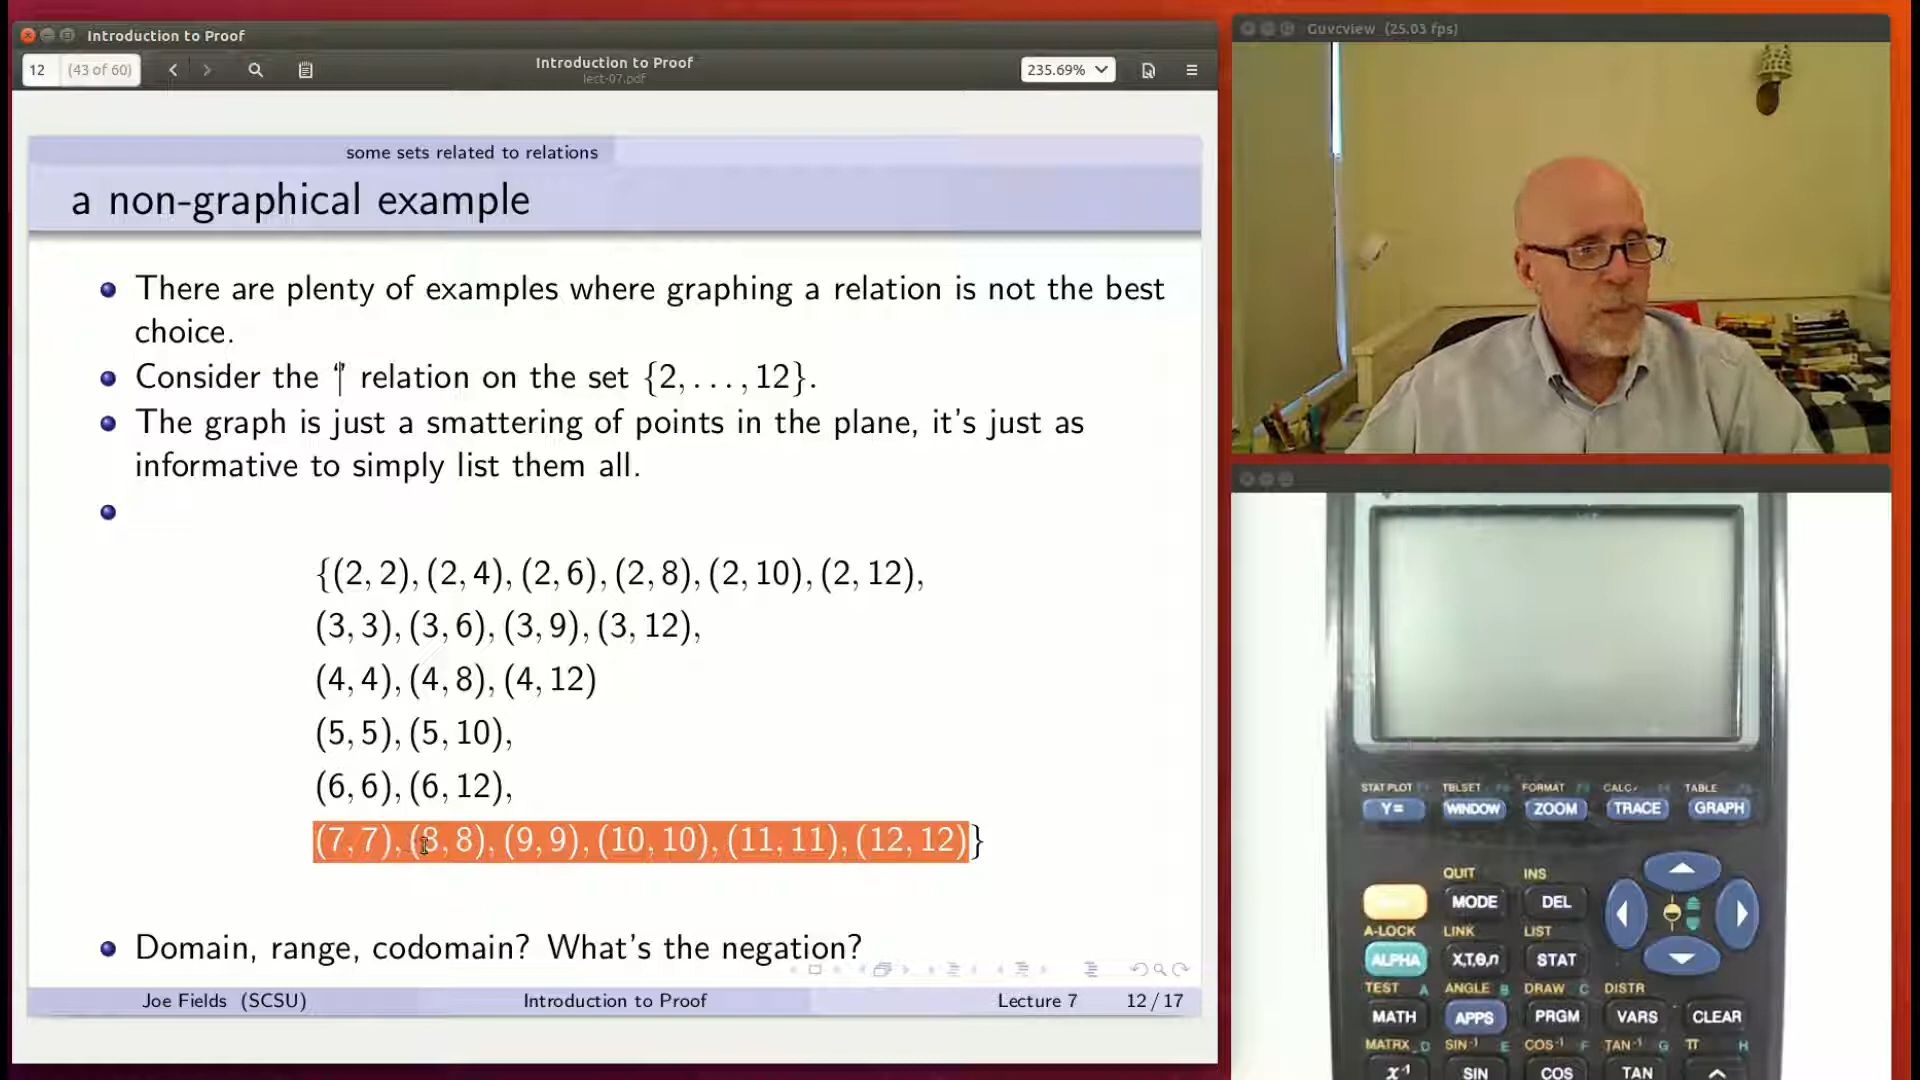 Introduction to Proof
12 (43 of 60)
Introduction to Proof
lect-07.pdf
235.69%
some sets related to relations
a non-graphical example
There are plenty of examples where graphing a relation is not the best
choice.
Consider the '|' relation on the set {2, . . . , 12}.
The graph is just a smattering of points in the plane, it's just as
informative to simply list them all.
{(2, 2), (2, 4), (2, 6), (2, 8), (2, 10), (2, 12),
(3, 3), (3, 6), (3, 9), (3, 12),
(4, 4), (4, 8), (4, 12)
(5, 5), (5, 10),
(6, 6), (6, 12),
(7, 7), (8, 8), (9, 9), (10, 10), (11, 11), (12, 12)}
Domain, range, codomain? What's the negation?
Joe Fields (SCSU) Introduction to Proof Lecture 7 12 / 17
Guvcview (25.03 fps)
STAT PLOT TBLSET FORMAT CALC TABLE
Y= WINDOW ZOOM TRACE GRAPH
QUIT INS
MODE DEL
A-LOCK LINK LIST
ALPHA X,T,θ,n STAT
TEST A ANGLE B DRAW C DISTR
MATH APPS PRGM VARS CLEAR
MATRX D SIN⁻¹ E COS⁻¹ F TAN⁻¹ G π H
x⁻¹ SIN COS TAN ^